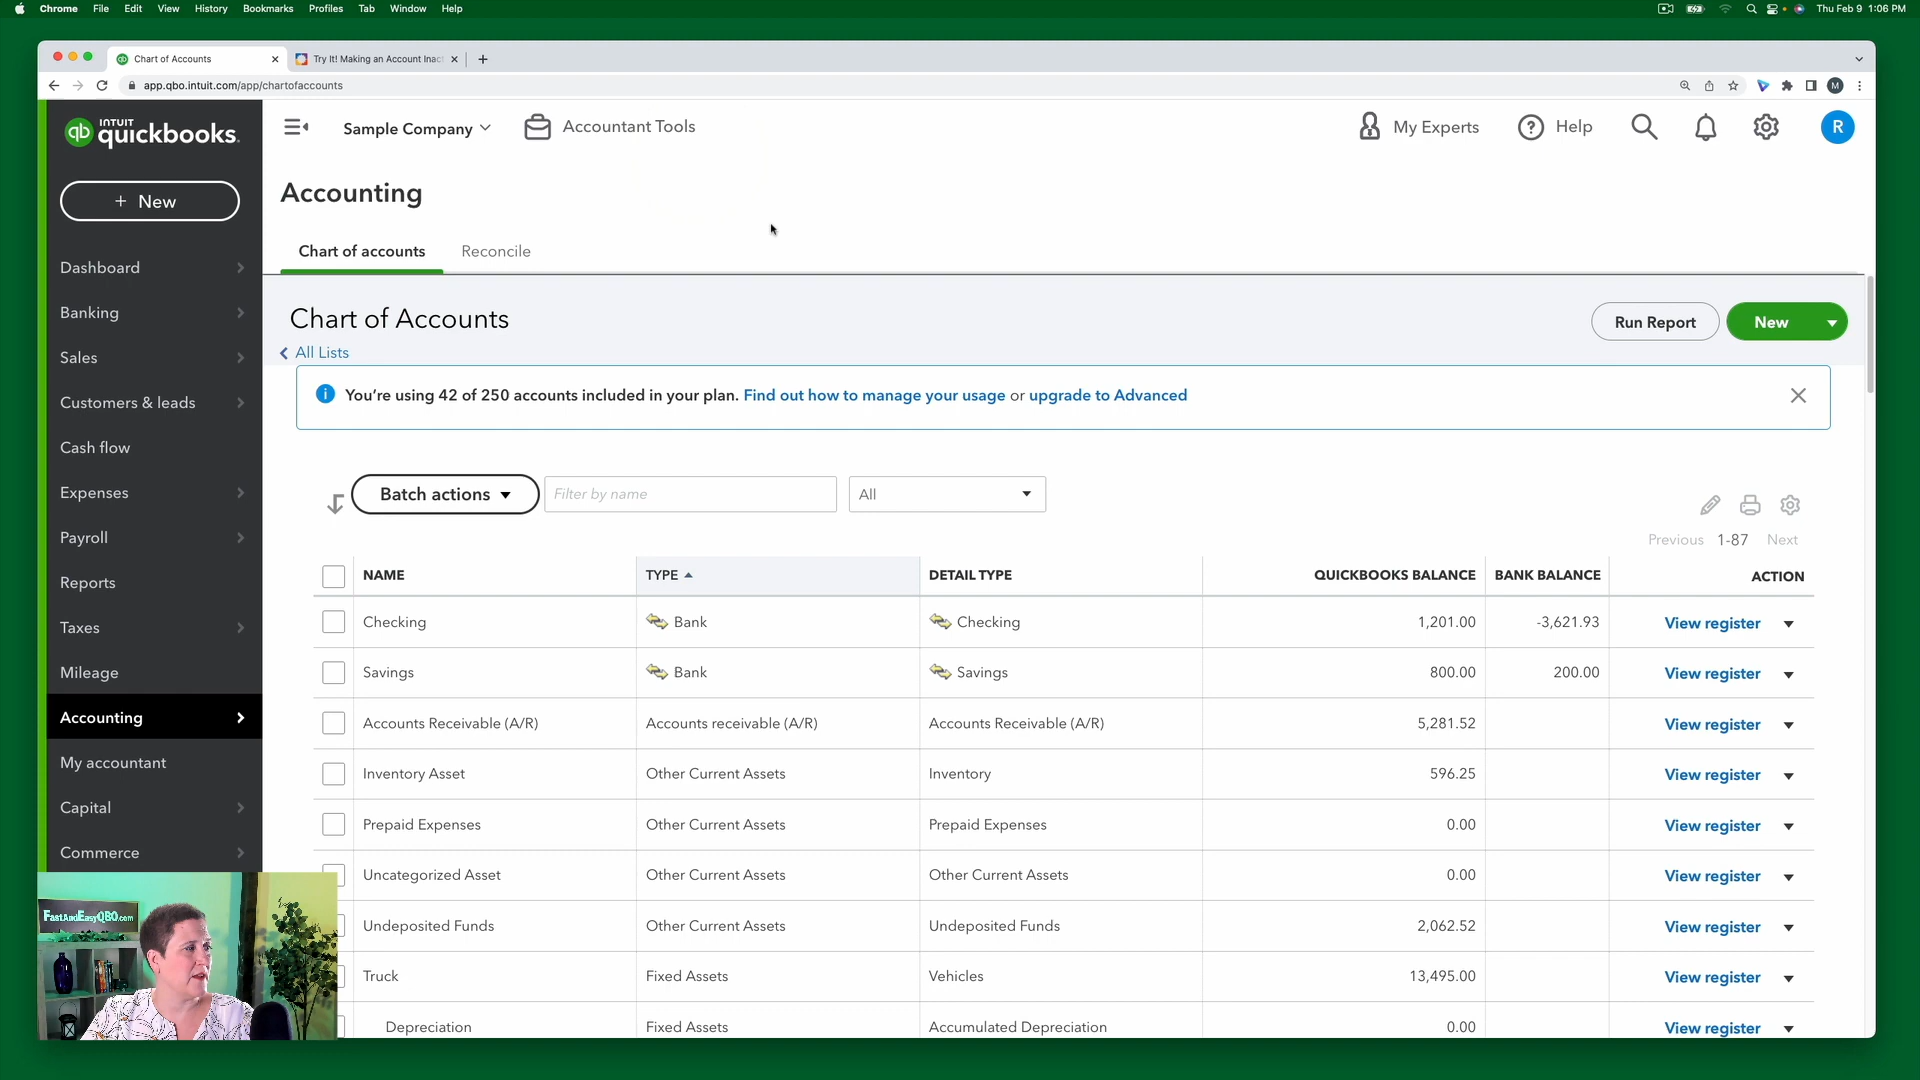 Chrome File Edit View History Bookmarks Profiles Tab Window Help Thu Feb 9 1:06 PM
Chart of Accounts Try It! Making an Account Inac
app.qbo.intuit.com/app/chartofaccounts
qb INTUIT quickbooks.
Sample Company Accountant Tools My Experts Help R
+ New
Accounting
Chart of accounts Reconcile
Dashboard
Banking
Sales
Customers & leads
Cash flow
Expenses
Payroll
Reports
Taxes
Mileage
Accounting
My accountant
Capital
Commerce
Chart of Accounts
All Lists
Run Report New
You're using 42 of 250 accounts included in your plan. Find out how to manage your usage or upgrade to Advanced
Batch actions Filter by name All
Previous 1-87 Next
NAME TYPE DETAIL TYPE QUICKBOOKS BALANCE BANK BALANCE ACTION
Checking Bank Checking 1,201.00 -3,621.93 View register
Savings Bank Savings 800.00 200.00 View register
Accounts Receivable (A/R) Accounts receivable (A/R) Accounts Receivable (A/R) 5,281.52 View register
Inventory Asset Other Current Assets Inventory 596.25 View register
Prepaid Expenses Other Current Assets Prepaid Expenses 0.00 View register
Uncategorized Asset Other Current Assets Other Current Assets 0.00 View register
Undeposited Funds Other Current Assets Undeposited Funds 2,062.52 View register
Truck Fixed Assets Vehicles 13,495.00 View register
Depreciation Fixed Assets Accumulated Depreciation 0.00 View register
FastAndEasyQBO.com